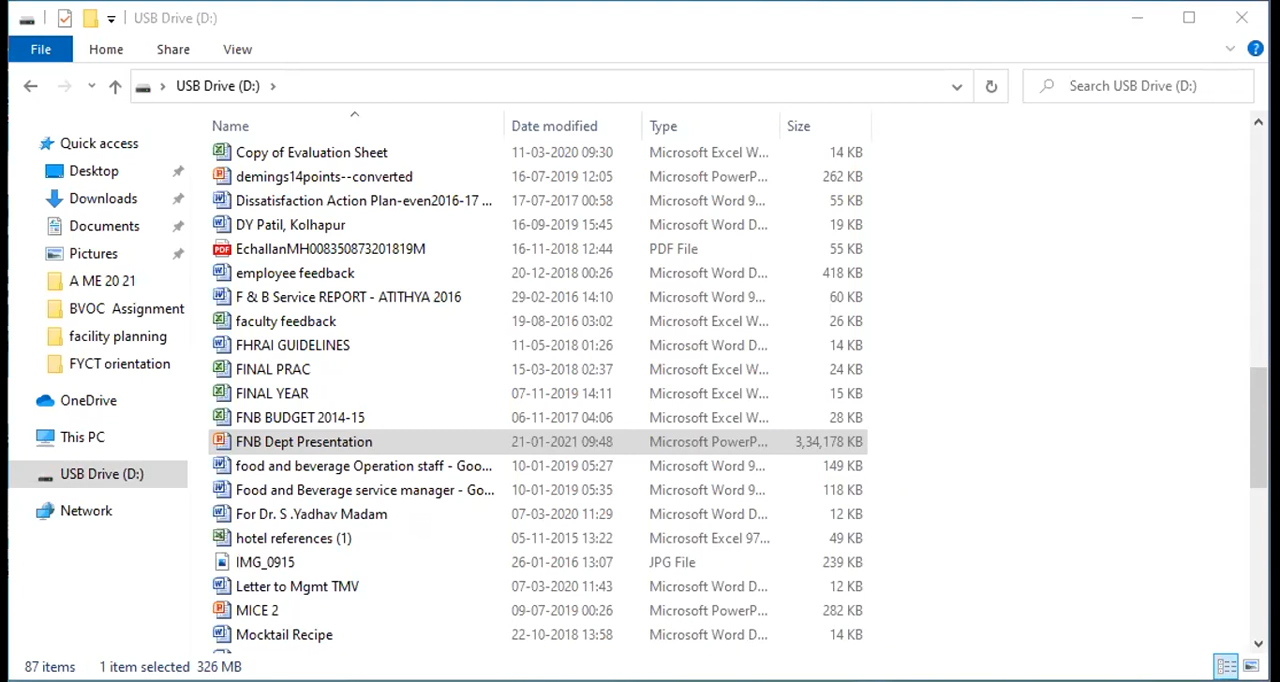 USB Drive (D:)
File Home Share View
USB Drive (D:) Search USB Drive (D:)
Name Date modified Type Size
Quick access
Desktop
Downloads
Documents
Pictures
A ME 20 21
BVOC Assignment
facility planning
FYCT orientation
OneDrive
This PC
USB Drive (D:)
Network
Copy of Evaluation Sheet 11-03-2020 09:30 Microsoft Excel W... 14 KB
demings14points--converted 16-07-2019 12:05 Microsoft PowerP... 262 KB
Dissatisfaction Action Plan-even2016-17 ... 17-07-2017 00:58 Microsoft Word 9... 55 KB
DY Patil, Kolhapur 16-09-2019 15:45 Microsoft Word D... 19 KB
EchallanMH008350873201819M 16-11-2018 12:44 PDF File 55 KB
employee feedback 20-12-2018 00:26 Microsoft Word D... 418 KB
F & B Service REPORT - ATITHYA 2016 29-02-2016 14:10 Microsoft Word 9... 60 KB
faculty feedback 19-08-2016 03:02 Microsoft Excel W... 26 KB
FHRAI GUIDELINES 11-05-2018 01:26 Microsoft Word D... 14 KB
FINAL PRAC 15-03-2018 02:37 Microsoft Excel W... 24 KB
FINAL YEAR 07-11-2019 14:11 Microsoft Excel W... 15 KB
FNB BUDGET 2014-15 06-11-2017 04:06 Microsoft Excel W... 28 KB
FNB Dept Presentation 21-01-2021 09:48 Microsoft PowerP... 3,34,178 KB
food and beverage Operation staff - Goo... 10-01-2019 05:27 Microsoft Word 9... 149 KB
Food and Beverage service manager - Go... 10-01-2019 05:35 Microsoft Word 9... 118 KB
For Dr. S .Yadhav Madam 07-03-2020 11:29 Microsoft Word D... 12 KB
hotel references (1) 05-11-2015 13:22 Microsoft Excel 97... 49 KB
IMG_0915 26-01-2016 13:07 JPG File 239 KB
Letter to Mgmt TMV 07-03-2020 11:43 Microsoft Word D... 12 KB
MICE 2 09-07-2019 00:26 Microsoft PowerP... 282 KB
Mocktail Recipe 22-10-2018 13:58 Microsoft Word D... 14 KB
87 items 1 item selected 326 MB